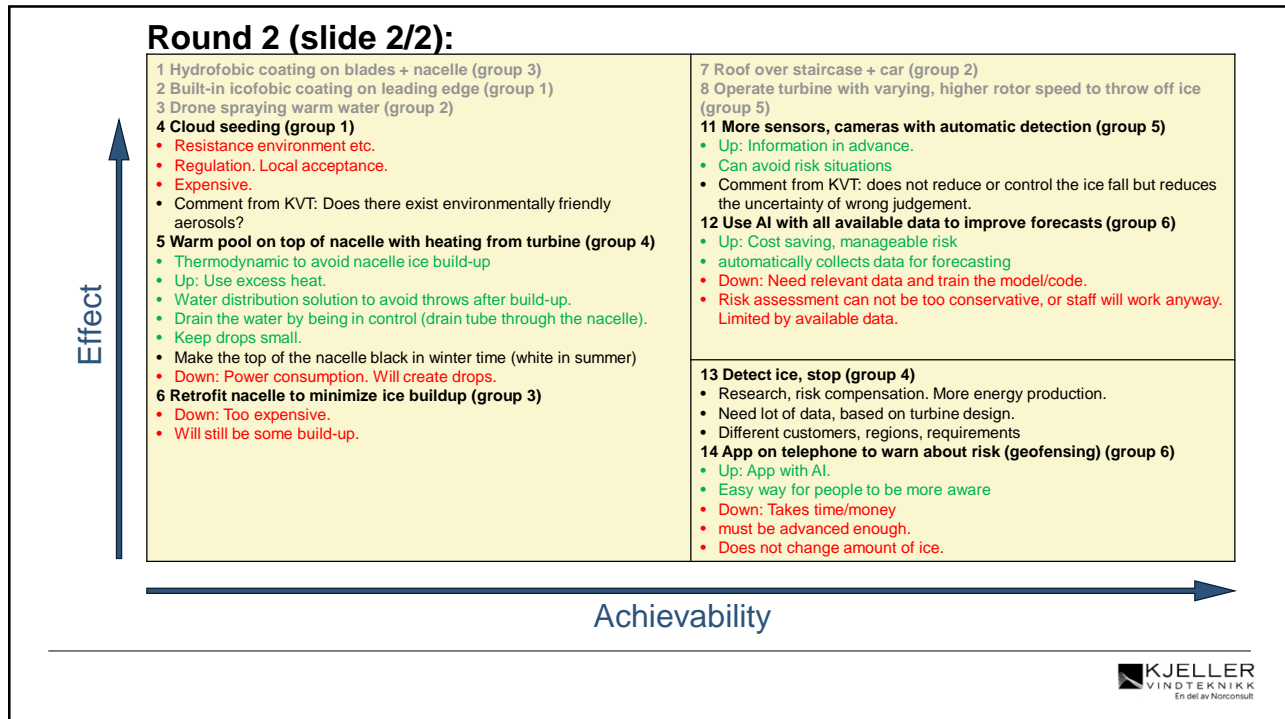 Round 2 (slide 2/2):
1 Hydrofobic coating on blades + nacelle (group 3)
2 Built-in icofobic coating on leading edge (group 1)
3 Drone spraying warm water (group 2)
4 Cloud seeding (group 1)
• Resistance environment etc.
• Regulation. Local acceptance.
• Expensive.
• Comment from KVT: Does there exist environmentally friendly
aerosols?
5 Warm pool on top of nacelle with heating from turbine (group 4)
• Thermodynamic to avoid nacelle ice build-up
• Up: Use excess heat.
• Water distribution solution to avoid throws after build-up.
• Drain the water by being in control (drain tube through the nacelle).
• Keep drops small.
• Make the top of the nacelle black in winter time (white in summer)
• Down: Power consumption. Will create drops.
6 Retrofit nacelle to minimize ice buildup (group 3)
• Down: Too expensive.
• Will still be some build-up.
7 Roof over staircase + car (group 2)
8 Operate turbine with varying, higher rotor speed to throw off ice
(group 5)
11 More sensors, cameras with automatic detection (group 5)
• Up: Information in advance.
• Can avoid risk situations
• Comment from KVT: does not reduce or control the ice fall but reduces
the uncertainty of wrong judgement.
12 Use AI with all available data to improve forecasts (group 6)
• Up: Cost saving, manageable risk
• automatically collects data for forecasting
• Down: Need relevant data and train the model/code.
• Risk assessment can not be too conservative, or staff will work anyway.
Limited by available data.
13 Detect ice, stop (group 4)
• Research, risk compensation. More energy production.
• Need lot of data, based on turbine design.
• Different customers, regions, requirements
14 App on telephone to warn about risk (geofensing) (group 6)
• Up: App with AI.
• Easy way for people to be more aware
• Down: Takes time/money
• must be advanced enough.
• Does not change amount of ice.
Effect
Achievability
KJELLER
VINDTEKNIKK
En del av Norconsult